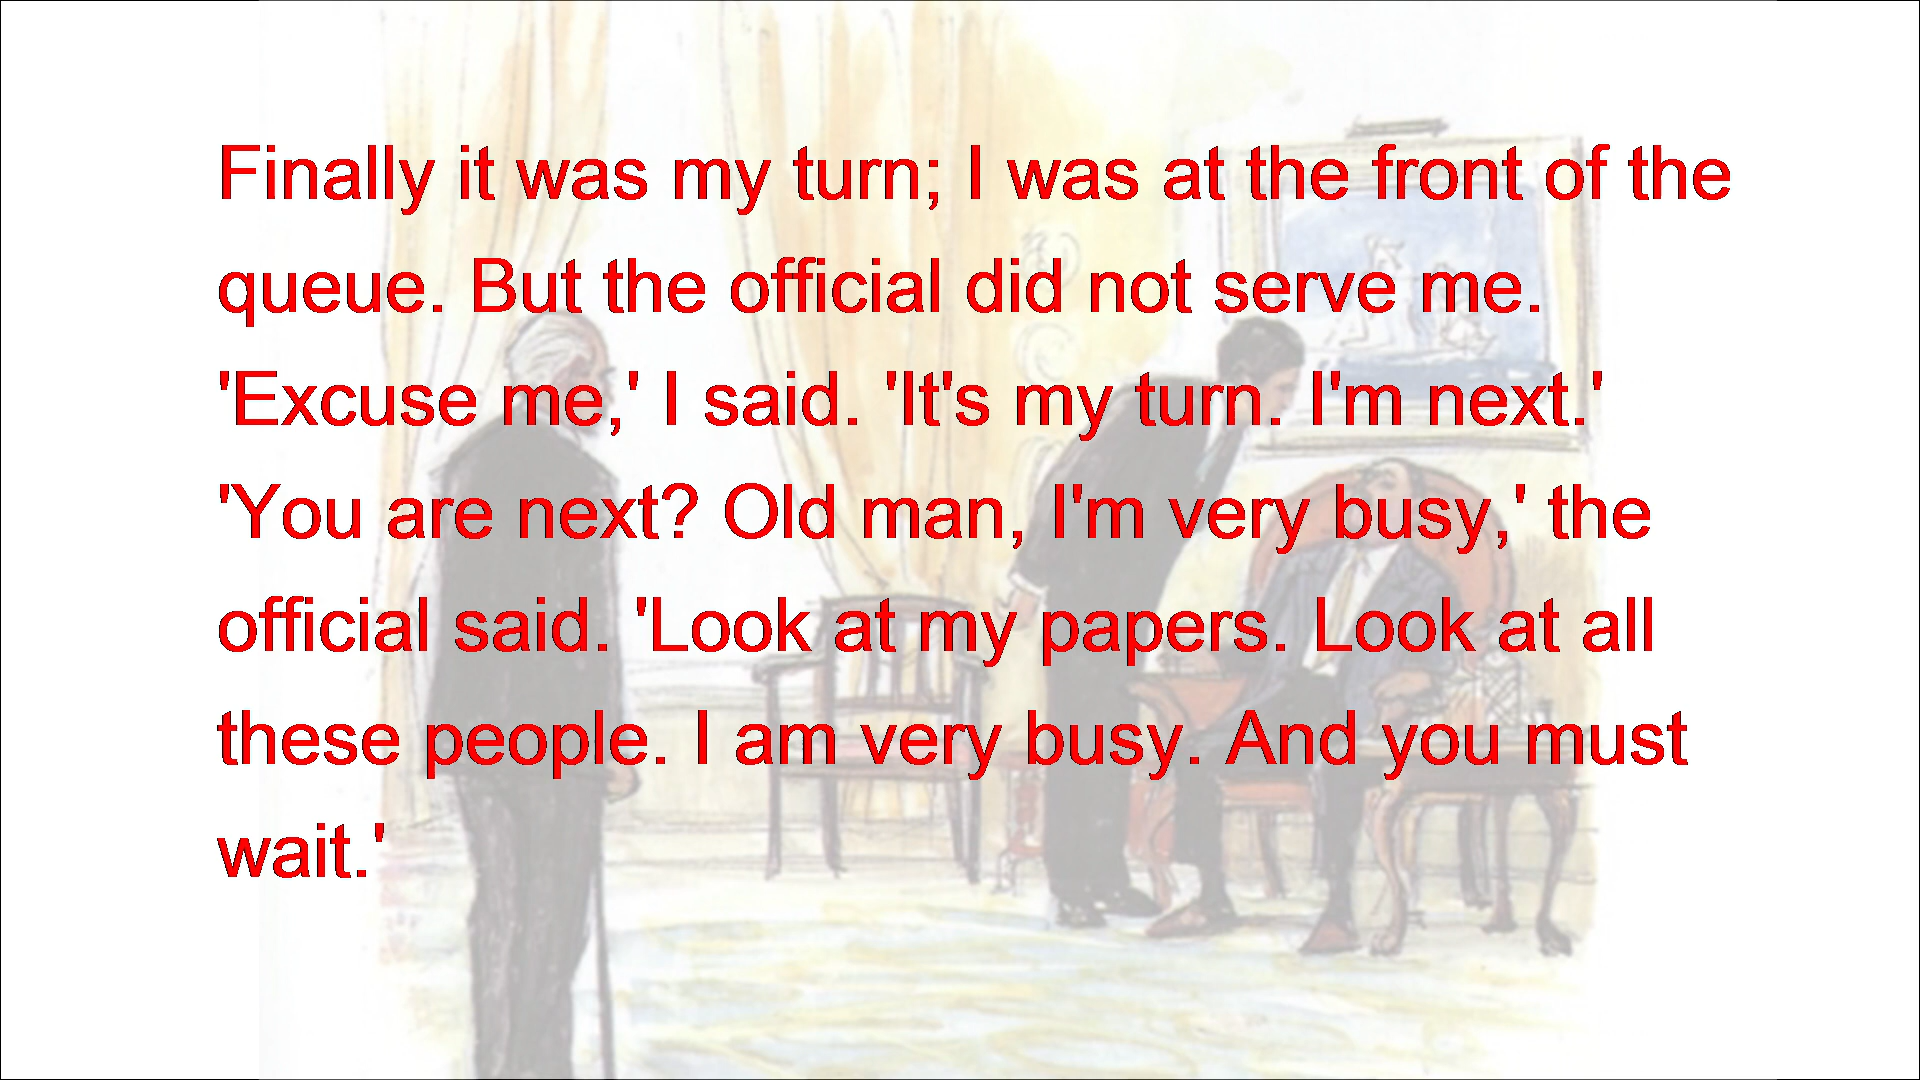 Finally it was my turn; I was at the front of the
queue. But the official did not serve me.
'Excuse me,' I said. 'It's my turn. I'm next.'
'You are next? Old man, I'm very busy,' the
official said. 'Look at my papers. Look at all
these people. I am very busy. And you must
wait.'